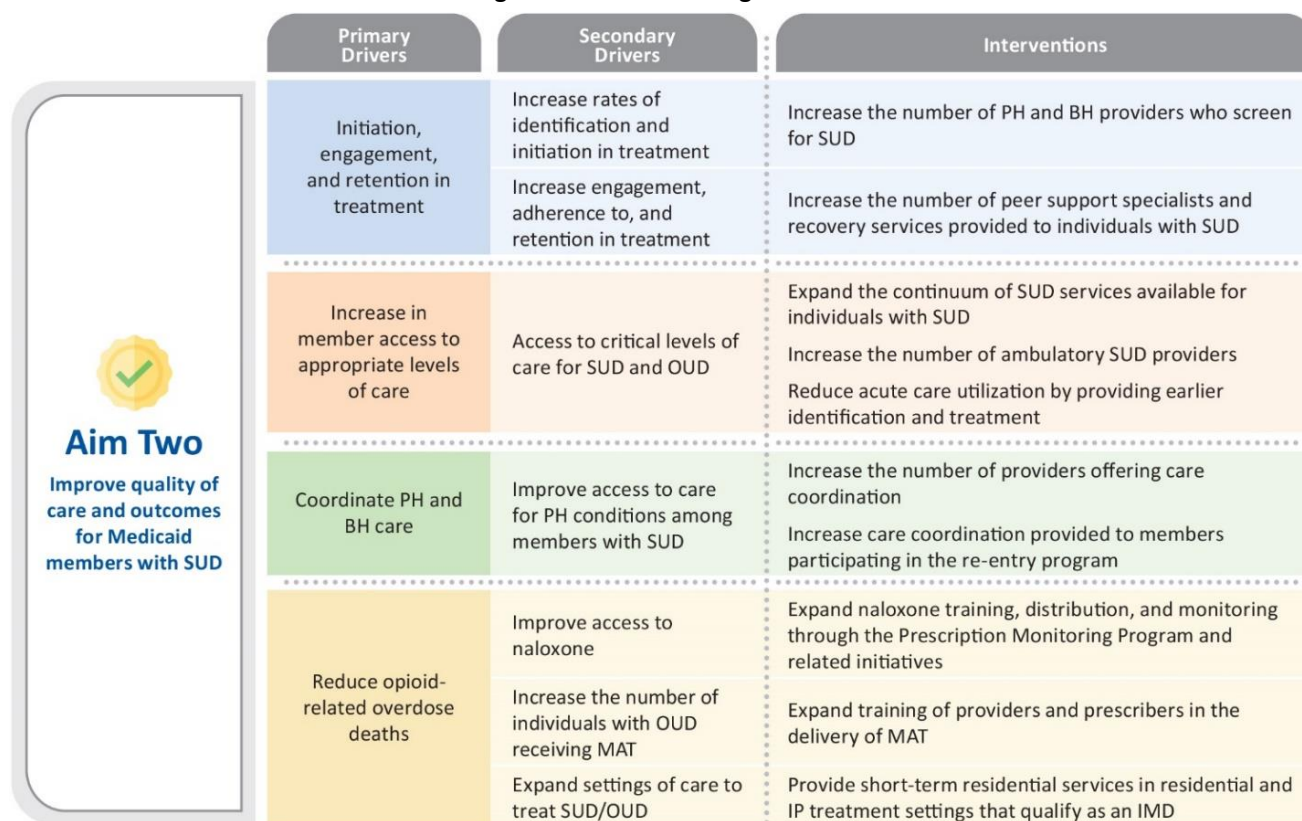 Primary
Drivers
Secondary
Drivers
Interventions
Aim Two
Improve quality of
care and outcomes
for Medicaid
members with SUD
Initiation,
engagement,
and retention in
treatment
Increase rates of
identification and
initiation in treatment
Increase the number of PH and BH providers who screen
for SUD
Increase engagement,
adherence to, and
retention in treatment
Increase the number of peer support specialists and
recovery services provided to individuals with SUD
Increase in
member access to
appropriate levels
of care
Access to critical levels of
care for SUD and OUD
Expand the continuum of SUD services available for
individuals with SUD
Increase the number of ambulatory SUD providers
Reduce acute care utilization by providing earlier
identification and treatment
Coordinate PH and
BH care
Improve access to care
for PH conditions among
members with SUD
Increase the number of providers offering care
coordination
Increase care coordination provided to members
participating in the re-entry program
Reduce opioid-
related overdose
deaths
Improve access to
naloxone
Expand naloxone training, distribution, and monitoring
through the Prescription Monitoring Program and
related initiatives
Increase the number of
individuals with OUD
receiving MAT
Expand training of providers and prescribers in the
delivery of MAT
Expand settings of care to
treat SUD/OUD
Provide short-term residential services in residential and
IP treatment settings that qualify as an IMD